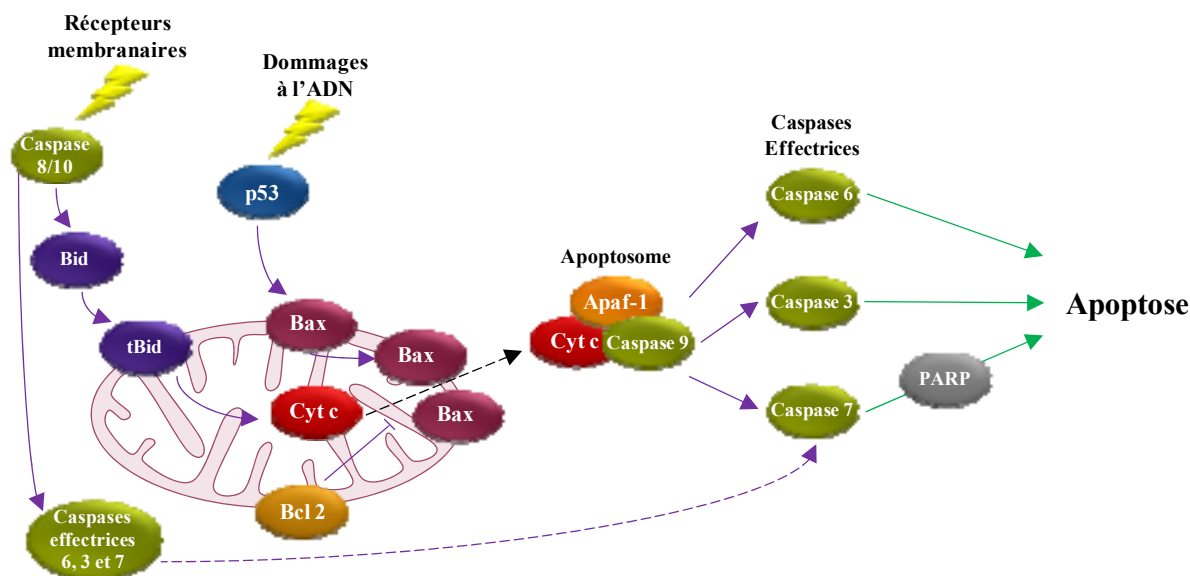 Récepteurs
membranaires
Dommages
à l'ADN
Caspase
8/10
p53
Bid
tBid
Bax
Bax
Bax
Cyt c
Bcl 2
Caspases
effectrices
6, 3 et 7
Apoptosome
Apaf-1
Cyt c
Caspase 9
Caspases
Effectrices
Caspase 6
Caspase 3
Caspase 7
PARP
Apoptose